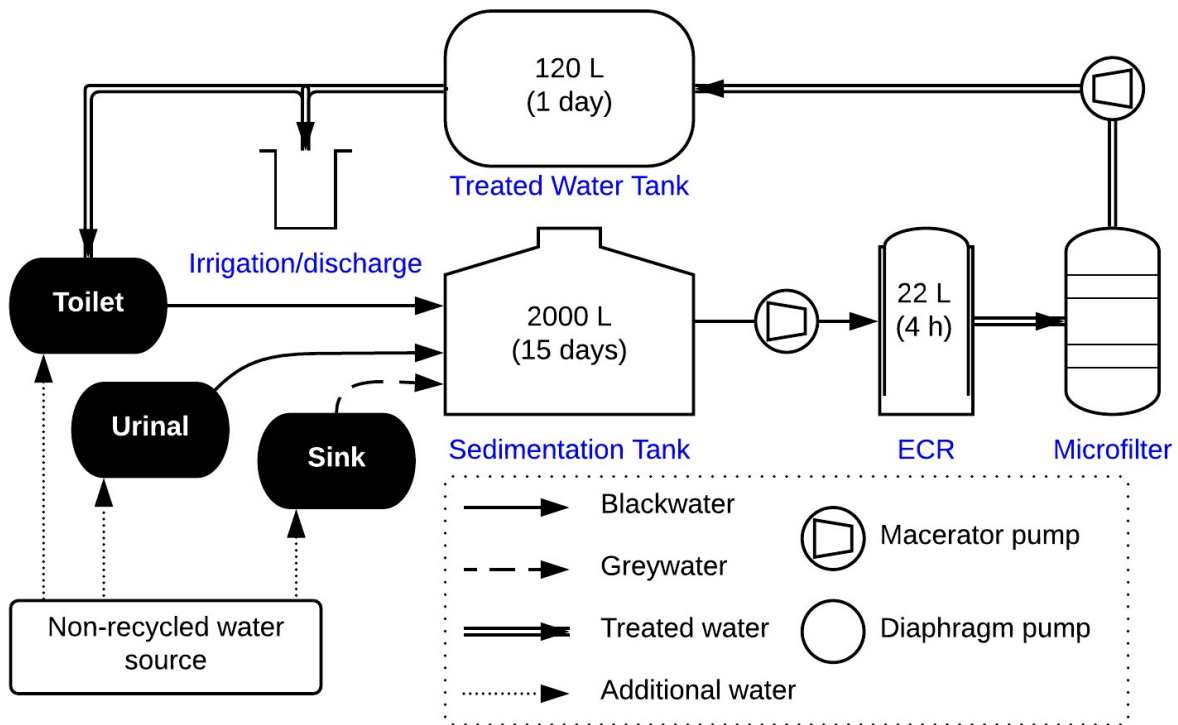 120 L
(1 day)
Treated Water Tank
Irrigation/discharge
Toilet
2000 L
(15 days)
22 L
(4 h)
Urinal
Sink
Sedimentation Tank
ECR
Microfilter
Non-recycled water
source
Blackwater
Greywater
Treated water
Additional water
Macerator pump
Diaphragm pump